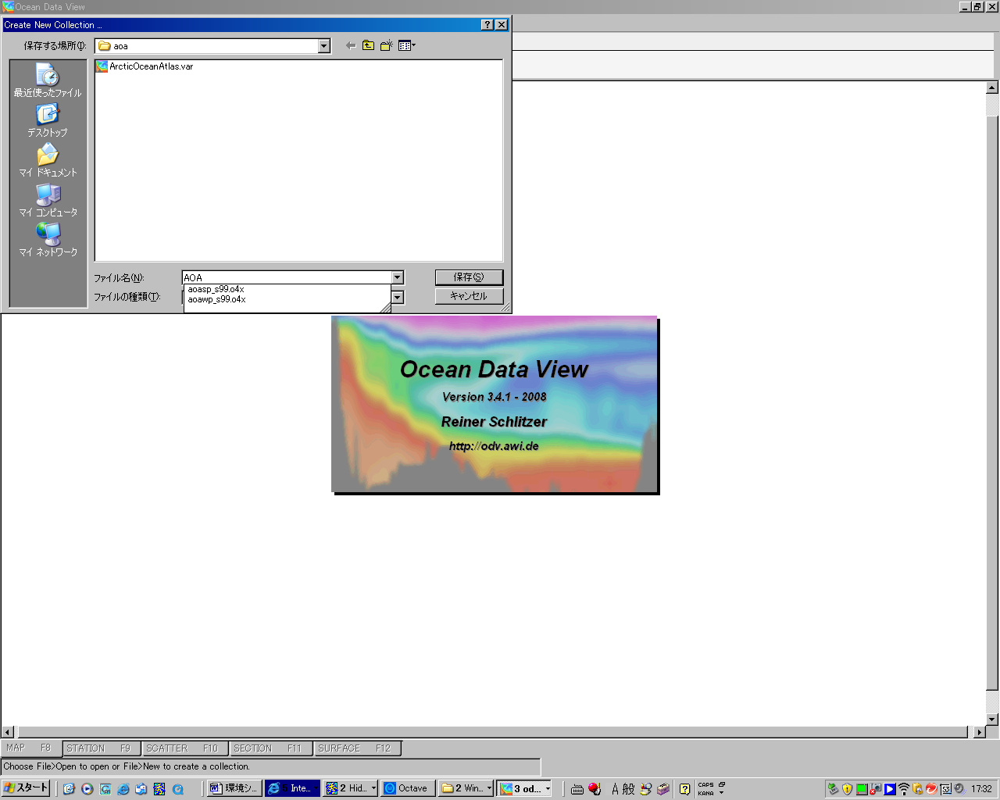 Ocean Data View
Create New Collection ...
保存する場所(I): aoa
ArcticOceanAtlas.var
最近使ったファイル
デスクトップ
マイ ドキュメント
マイ コンピュータ
マイ ネットワーク
ファイル名(N): AOA 保存(S)
aoasp_s99.o4x
aoawp_s99.o4x
ファイルの種類(T): キャンセル
Ocean Data View
Version 3.4.1 - 2008
Reiner Schlitzer
http://odv.awi.de
MAP F8 STATION F9 SCATTER F10 SECTION F11 SURFACE F12
Choose File>Open to open or File>New to create a collection.
スタート 環境シ... Inte... 2 Hid... Octave 2 Win... 3 od... A 般 CAPS KANA 17:32